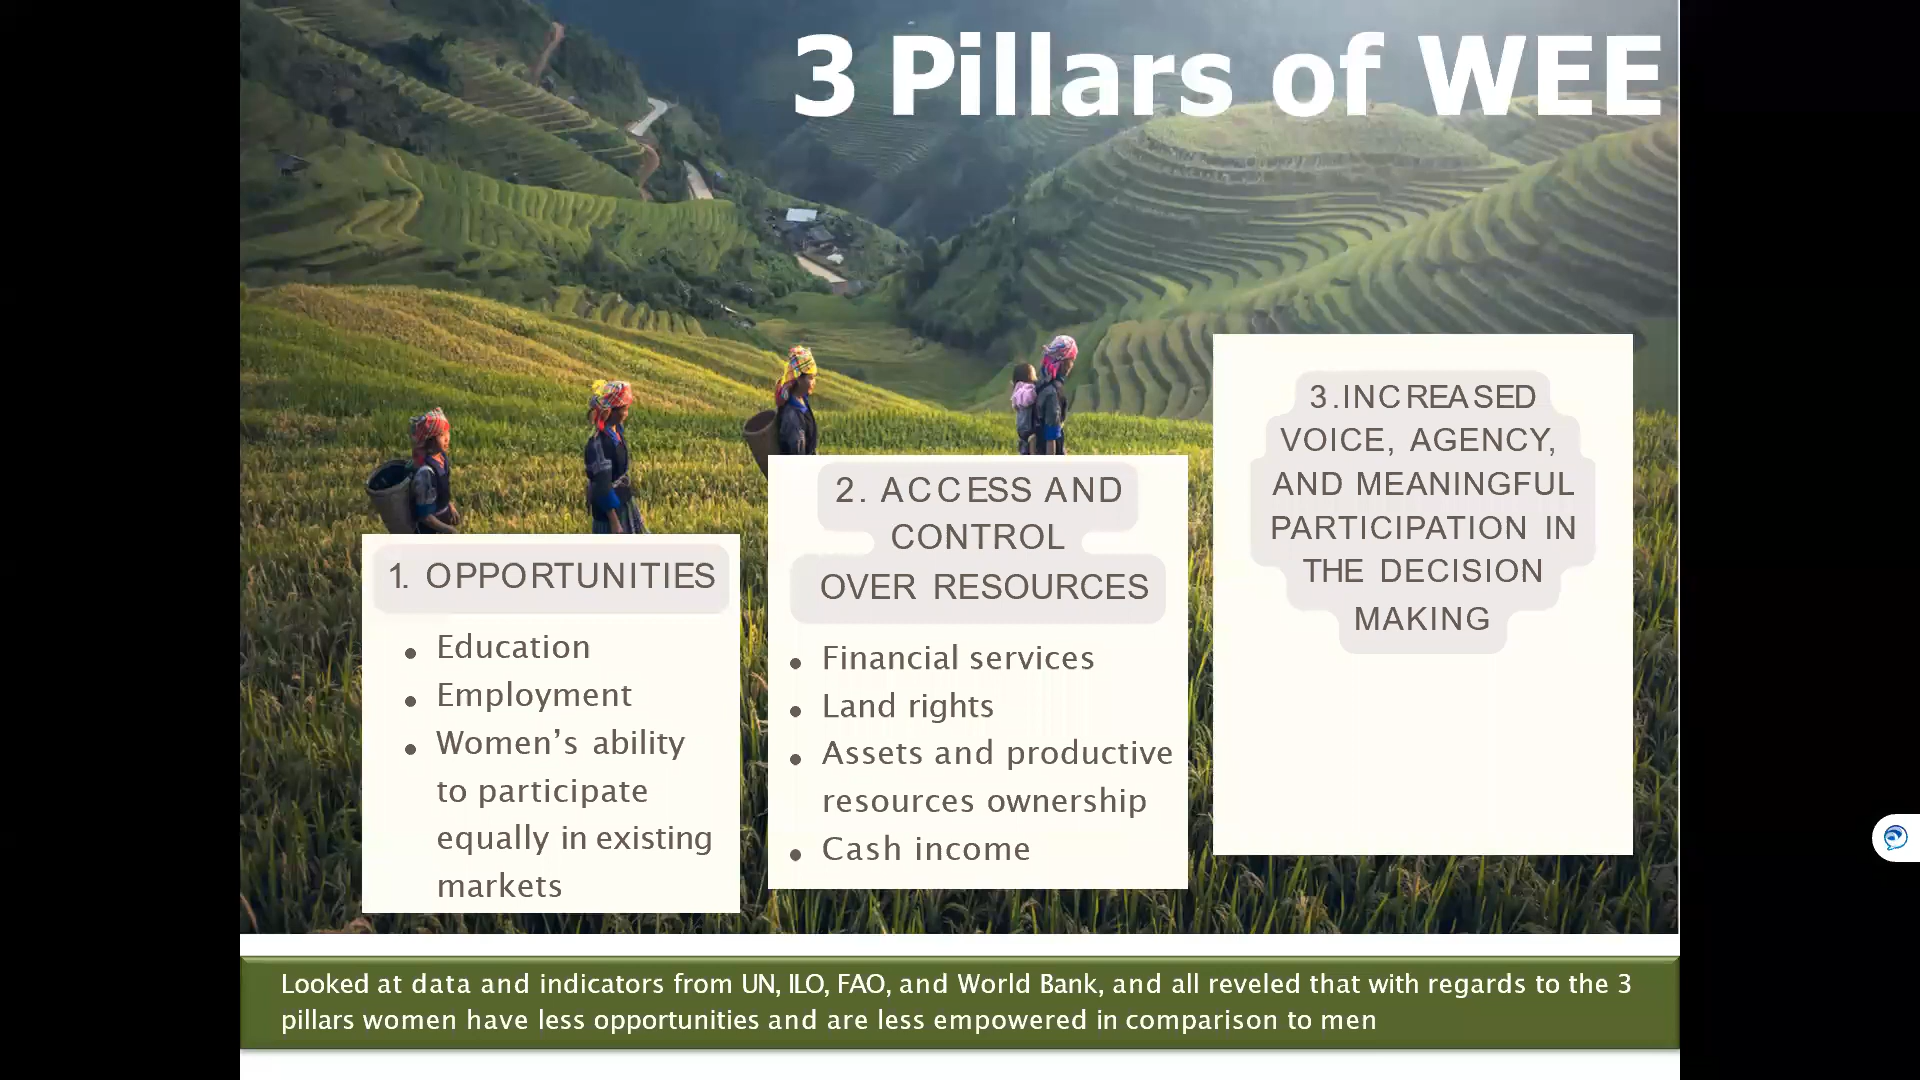 3 Pillars of WEE
1. OPPORTUNITIES
• Education
• Employment
• Women’s ability
to participate
equally in existing
markets
2. ACCESS AND
CONTROL
OVER RESOURCES
• Financial services
• Land rights
• Assets and productive
resources ownership
• Cash income
3.INCREASED
VOICE, AGENCY,
AND MEANINGFUL
PARTICIPATION IN
THE DECISION
MAKING
Looked at data and indicators from UN, ILO, FAO, and World Bank, and all reveled that with regards to the 3
pillars women have less opportunities and are less empowered in comparison to men